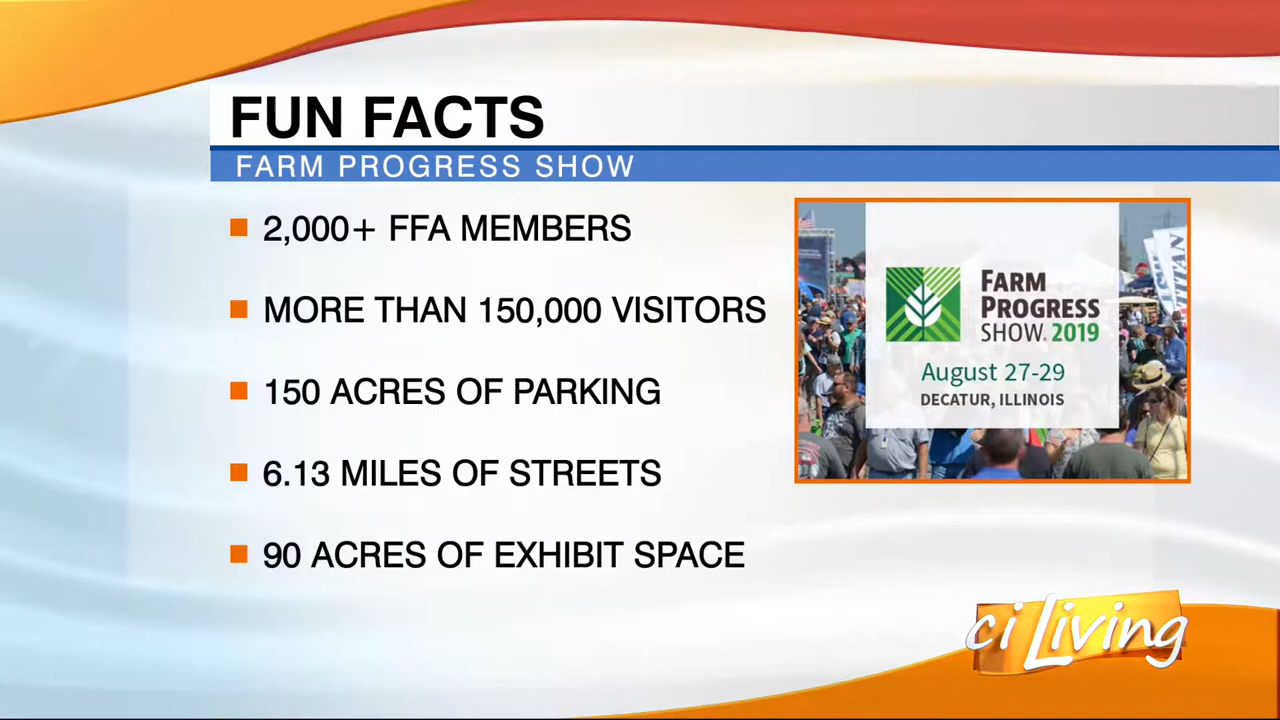 FUN FACTS
FARM PROGRESS SHOW
2,000+ FFA MEMBERS
MORE THAN 150,000 VISITORS
150 ACRES OF PARKING
6.13 MILES OF STREETS
90 ACRES OF EXHIBIT SPACE
FARM
PROGRESS
SHOW. 2019
August 27-29
DECATUR, ILLINOIS
TITAN
ci Living